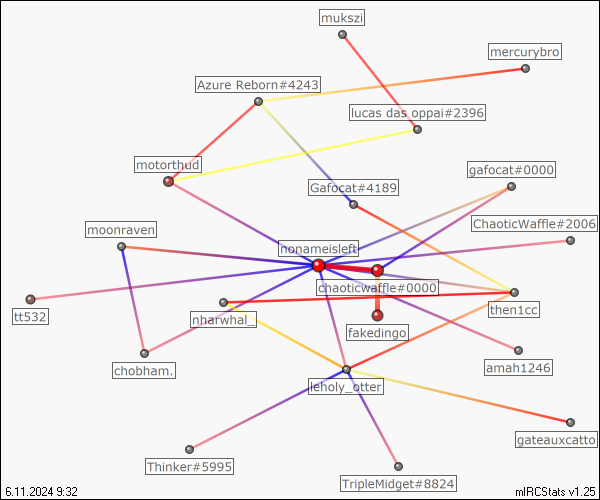 mukszi
mercurybro
Azure Reborn#4243
lucas das oppai#2396
motorthud
gafocat#0000
Gafocat#4189
ChaoticWaffle#2006
moonraven
nonameisleft
chaoticwaffle#0000
then1cc
tt532
nharwhal_
fakedingo
chobham.
amah1246
leholy_otter
gateauxcatto
Thinker#5995
TripleMidget#8824
6.11.2024 9:32
mIRCStats v1.25